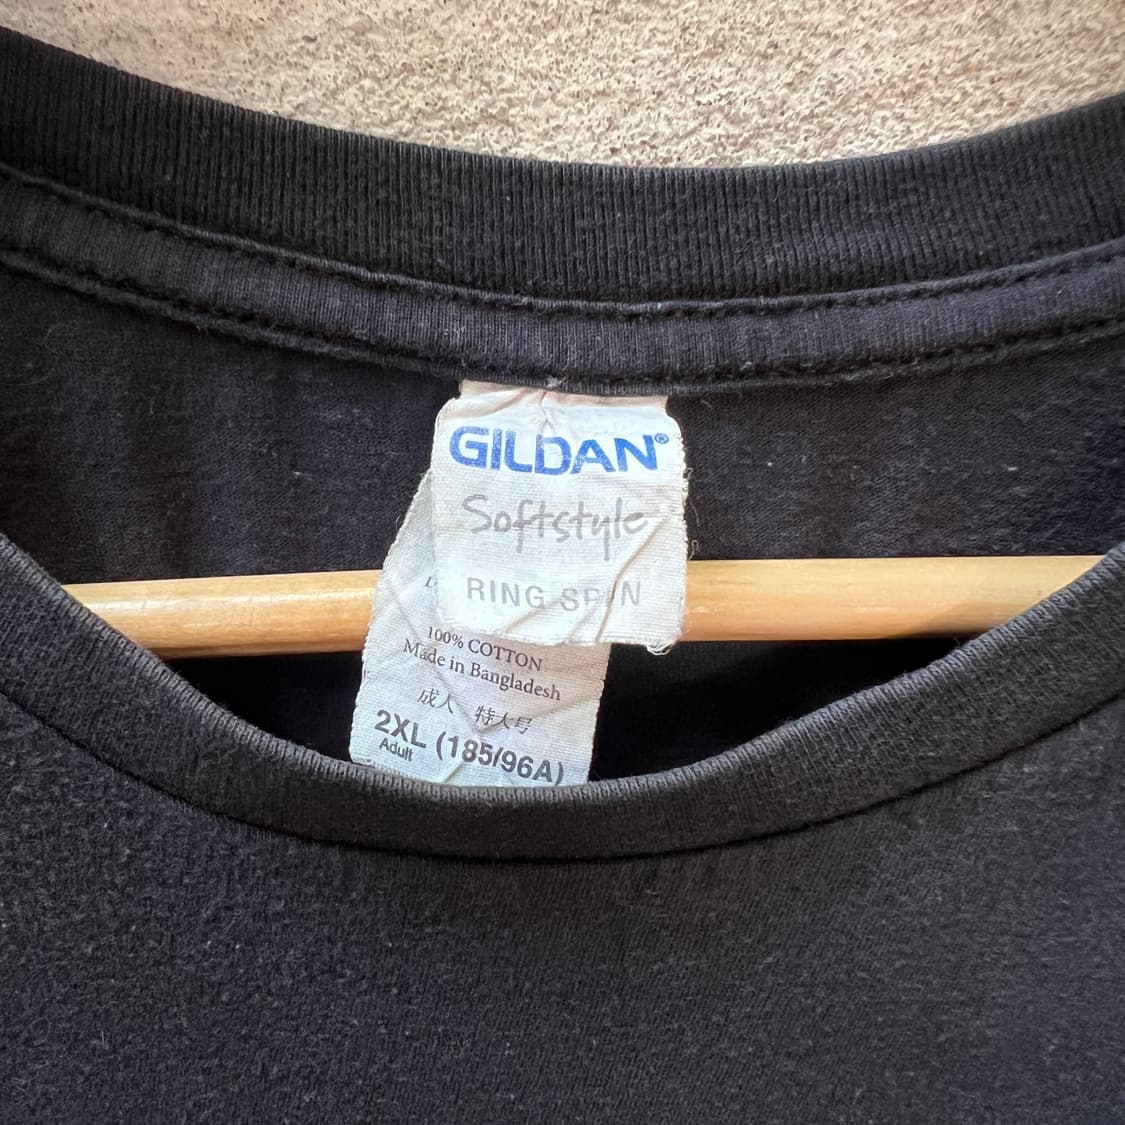 GILDAN®
Softstyle
RING SPUN
100% COTTON
Made in Bangladesh
成人 特大号
2XL (185/96A)
Adult